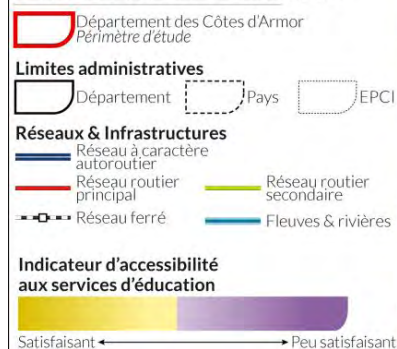 Département des Côtes d'Armor
Périmètre d'étude
Limites administratives
Département
Pays
EPCI
Réseaux & Infrastructures
Réseau à caractère
autoroutier
Réseau routier
principal
Réseau routier
secondaire
Réseau ferré
Fleuves & rivières
Indicateur d'accessibilité
aux services d'éducation
Satisfaisant
Peu satisfaisant